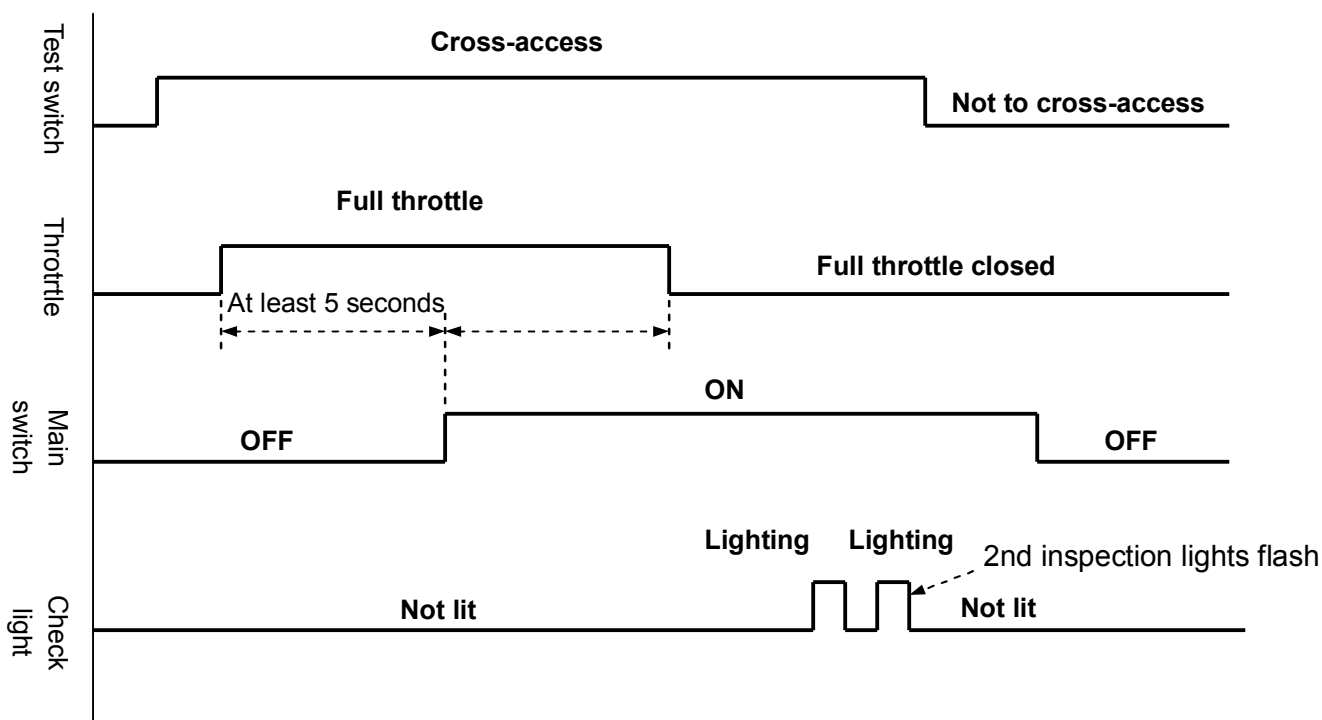 Test switch
Cross-access
Not to cross-access
Throtrtle
Full throttle
Full throttle closed
At least 5 seconds
Main
switch
OFF
ON
OFF
Check
light
Not lit
Lighting
Lighting
2nd inspection lights flash
Not lit